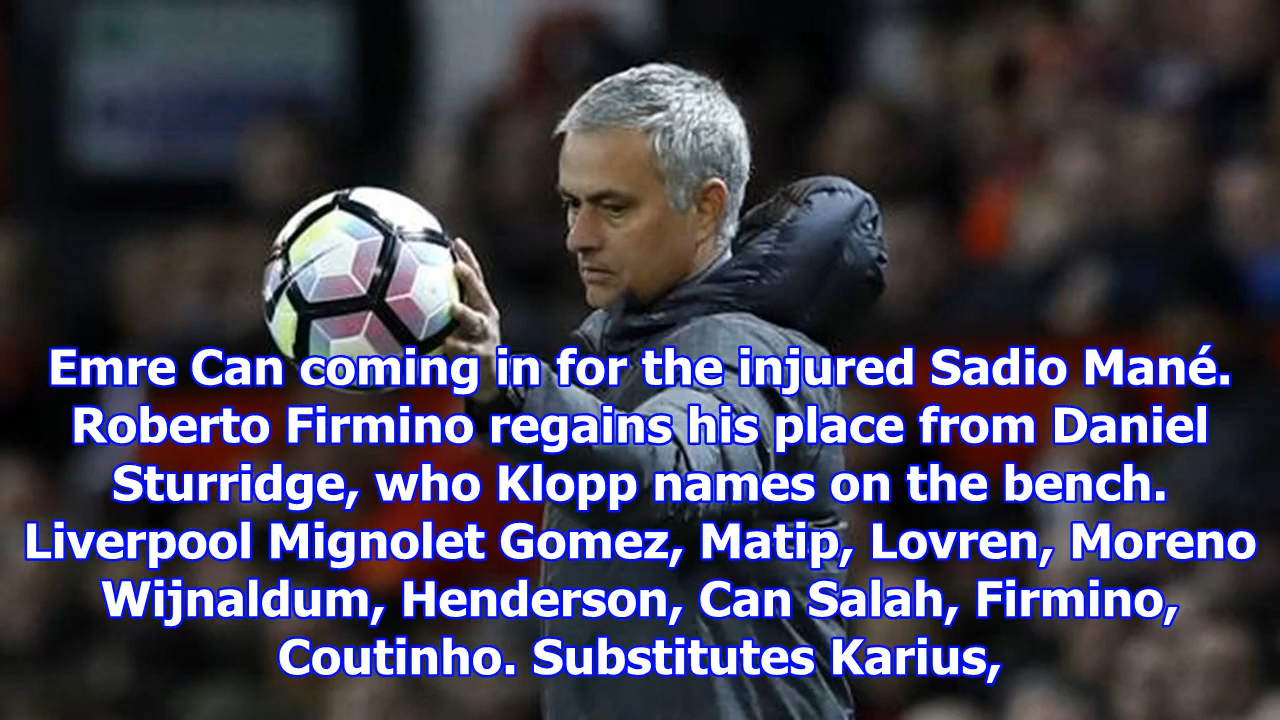 Emre Can coming in for the injured Sadio Mané.
Roberto Firmino regains his place from Daniel
Sturridge, who Klopp names on the bench.
Liverpool Mignolet Gomez, Matip, Lovren, Moreno
Wijnaldum, Henderson, Can Salah, Firmino,
Coutinho. Substitutes Karius,